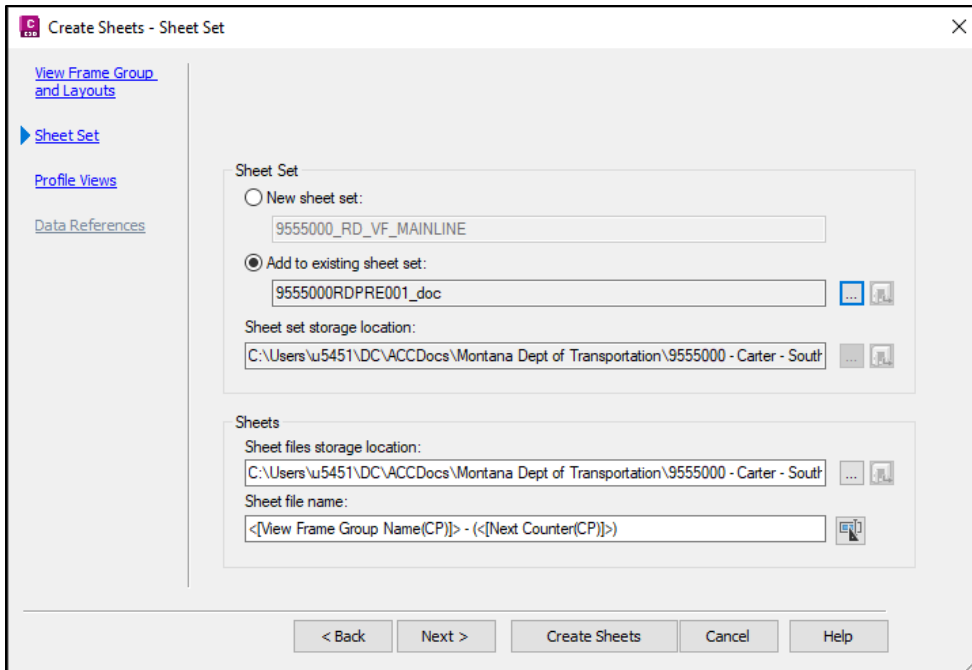 C
C3D
Create Sheets - Sheet Set
View Frame Group
and Layouts
Sheet Set
Profile Views
Data References
Sheet Set
New sheet set:
9555000_RD_VF_MAINLINE
Add to existing sheet set:
9555000RDPRE001_doc
...
Sheet set storage location:
C:\Users\u5451\DC\ACCDocs\Montana Dept of Transportation\9555000 - Carter - South
...
Sheets
Sheet files storage location:
C:\Users\u5451\DC\ACCDocs\Montana Dept of Transportation\9555000 - Carter - South
...
Sheet file name:
<[View Frame Group Name(CP)]> - (<[Next Counter(CP)]>)
< Back
Next >
Create Sheets
Cancel
Help